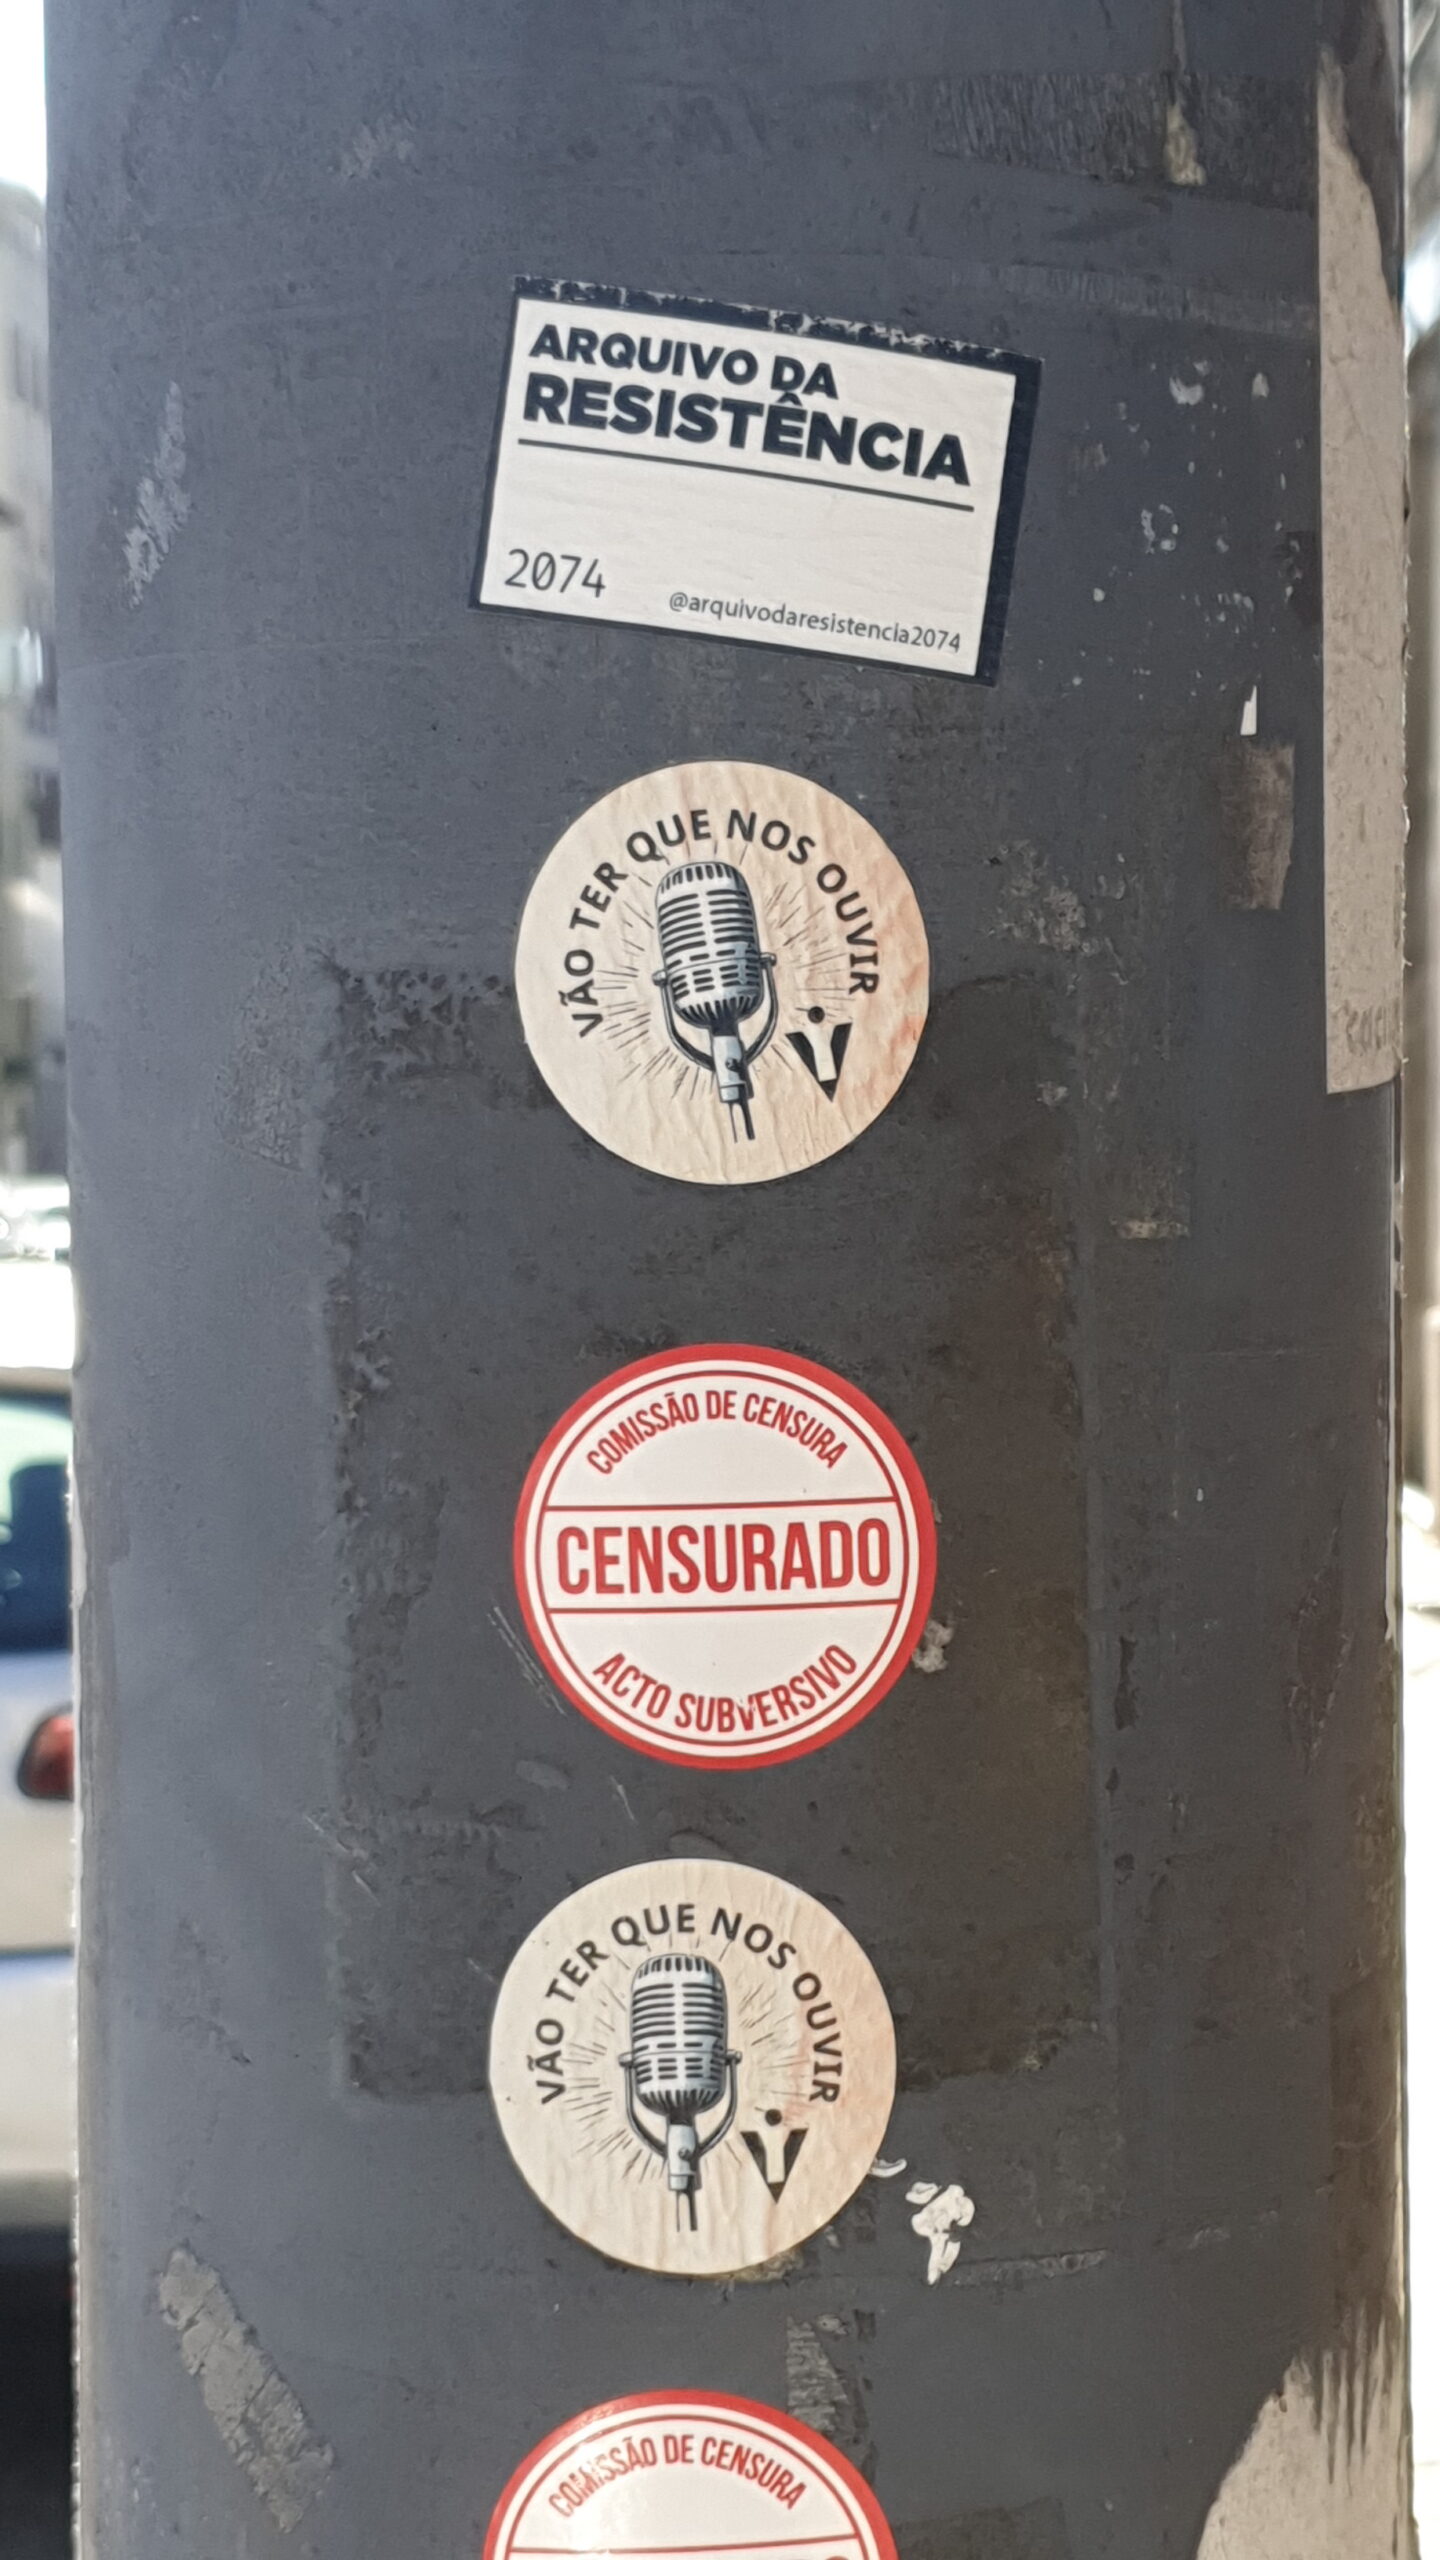 ARQUIVO DA
RESISTÊNCIA
2074
@arquivodaresistencia2074
VÃO TER QUE NOS OUVIR
COMISSÃO DE CENSURA
CENSURADO
ACTO SUBVERSIVO
VÃO TER QUE NOS OUVIR
COMISSÃO DE CENSURA